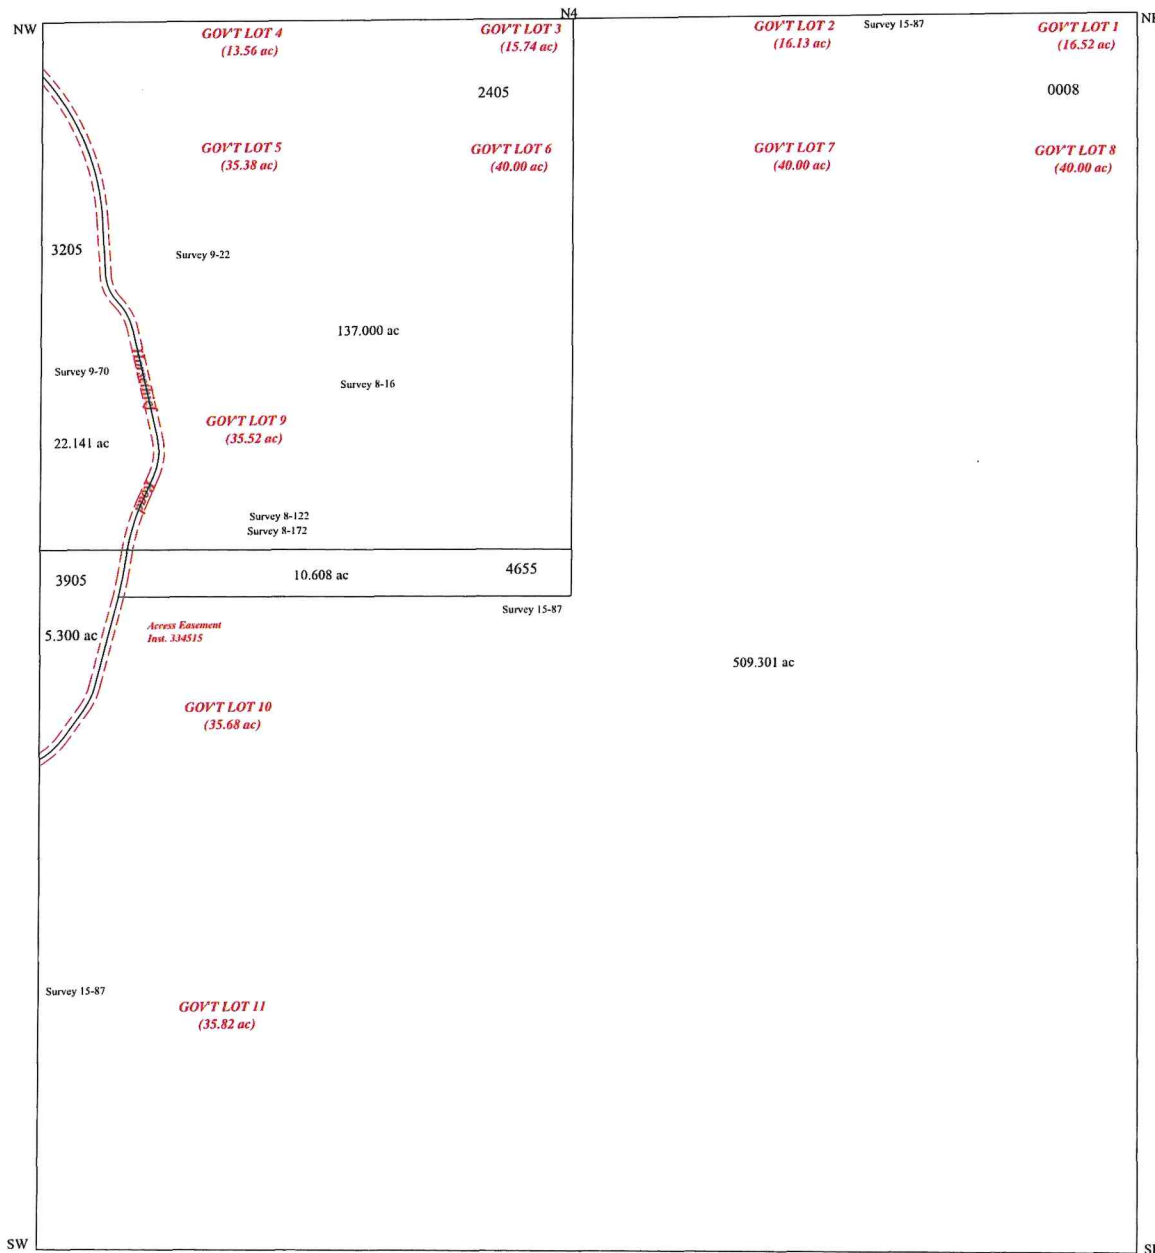 NW
N4
GOV'T LOT 4
(13.56 ac)
GOV'T LOT 3
(15.74 ac)
GOV'T LOT 2
(16.13 ac)
Survey 15-87
GOV'T LOT 1
(16.52 ac)
2405
0008
GOV'T LOT 5
(35.38 ac)
GOV'T LOT 6
(40.00 ac)
GOV'T LOT 7
(40.00 ac)
GOV'T LOT 8
(40.00 ac)
3205
Survey 9-22
137.000 ac
Survey 9-70
Survey 8-16
GOV'T LOT 9
(35.52 ac)
22.141 ac
Survey 8-122
Survey 8-172
3905
10.608 ac
4655
Survey 15-87
Access Easement
Inst. 334515
5.300 ac
509.301 ac
GOV'T LOT 10
(35.68 ac)
Survey 15-87
GOV'T LOT 11
(35.82 ac)
SW